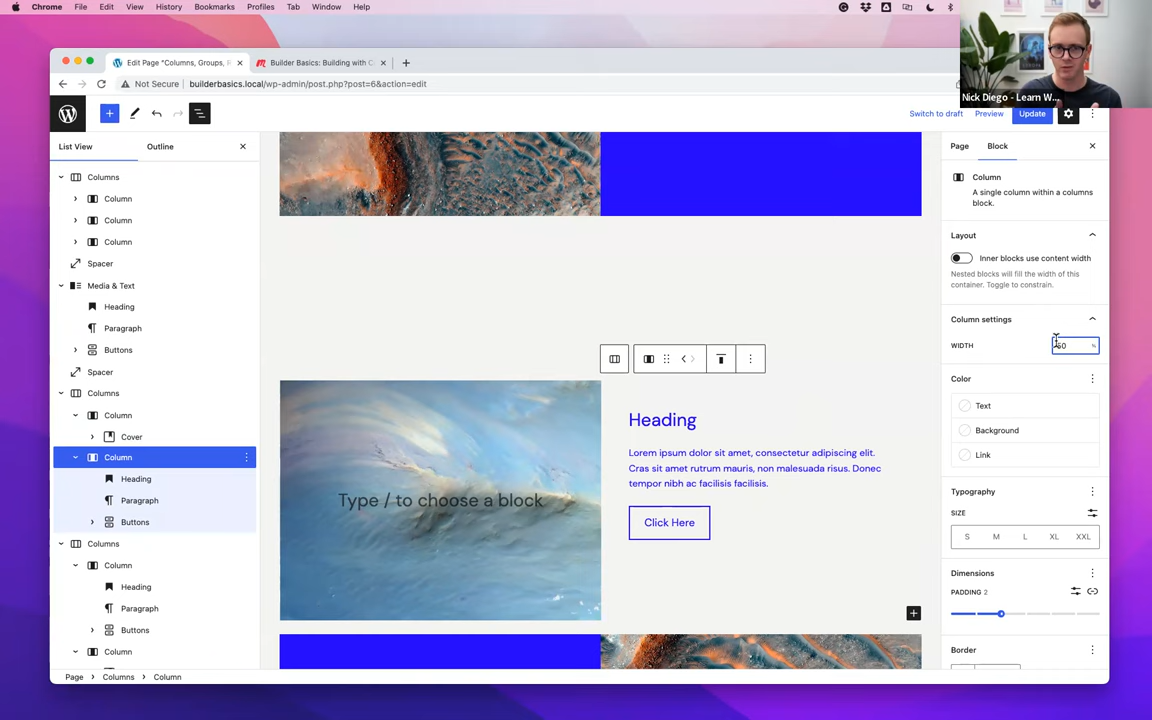 Chrome File Edit View History Bookmarks Profiles Tab Window Help
Edit Page "Columns, Groups, R
Builder Basics: Building with C
Not Secure builderbasics.local/wp-admin/post.php?post=6&action=edit
Nick Diego - Learn W...
Switch to draft Preview Update
List View Outline
Columns
Column
Column
Column
Spacer
Media & Text
Heading
Paragraph
Buttons
Spacer
Columns
Column
Cover
Column
Heading
Paragraph
Buttons
Columns
Column
Heading
Paragraph
Buttons
Column
Type / to choose a block
Heading
Lorem ipsum dolor sit amet, consectetur adipiscing elit.
Cras sit amet rutrum mauris, non malesuada risus. Donec
tempor nibh ac facilisis facilisis.
Click Here
Page Block
Column
A single column within a columns
block.
Layout
Inner blocks use content width
Nested blocks will fill the width of this
container. Toggle to constrain.
Column settings
WIDTH
%
Color
Text
Background
Link
Typography
SIZE
S M L XL XXL
Dimensions
PADDING 2
Border
Page > Columns > Column